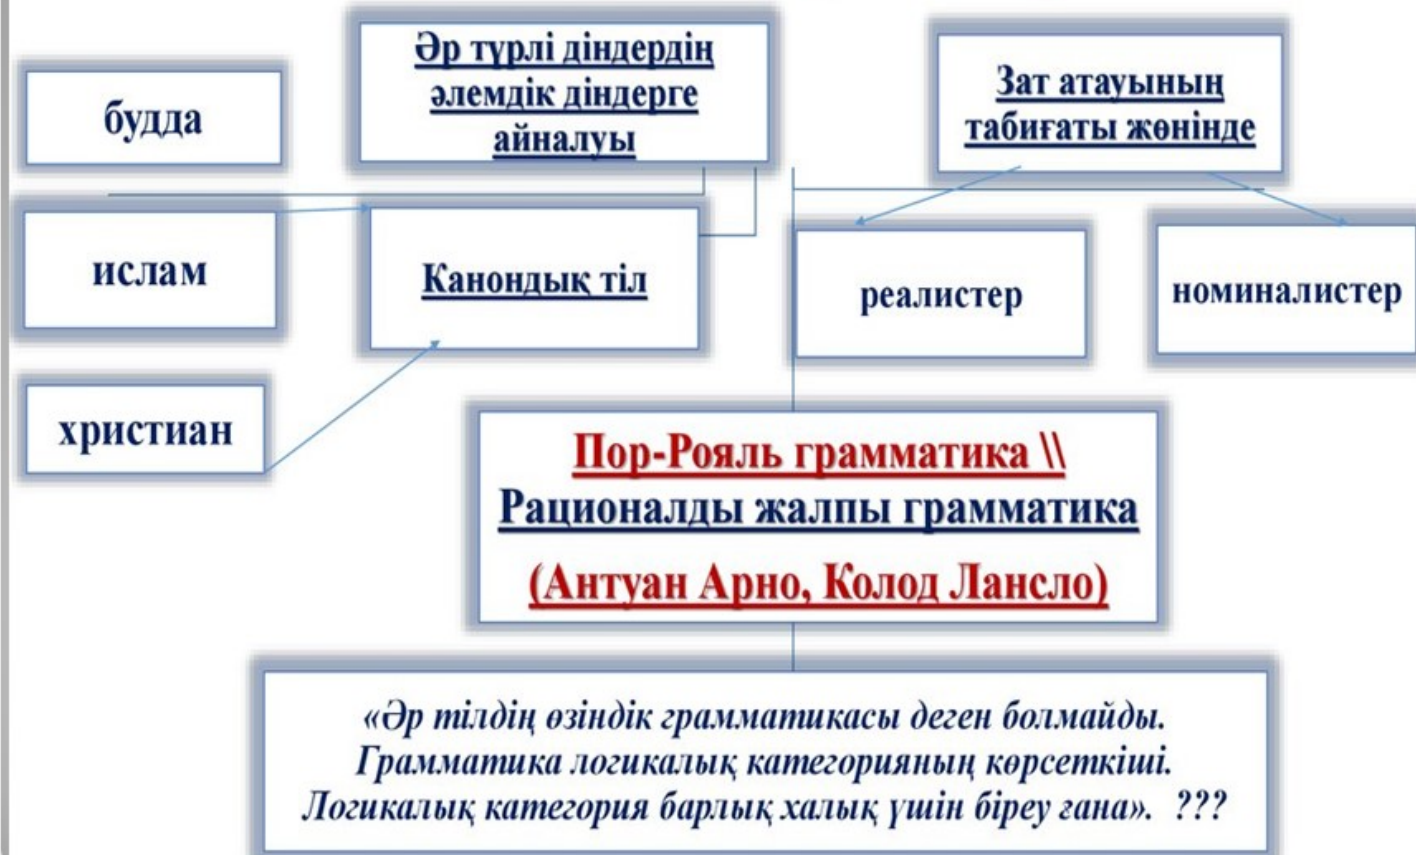 Әр түрлі діндердің
әлемдік діндерге
айналуы
Зат атауының
табиғаты жөнінде
будда
ислам
Канондық тіл
реалистер
номиналистер
христиан
Пор-Рояль грамматика \\
Рационалды жалпы грамматика
(Антуан Арно, Колод Лансло)
«Әр тілдің өзіндік грамматикасы деген болмайды.
Грамматика логикалық категорияның көрсеткіші.
Логикалық категория барлық халық үшін біреу ғана». ???